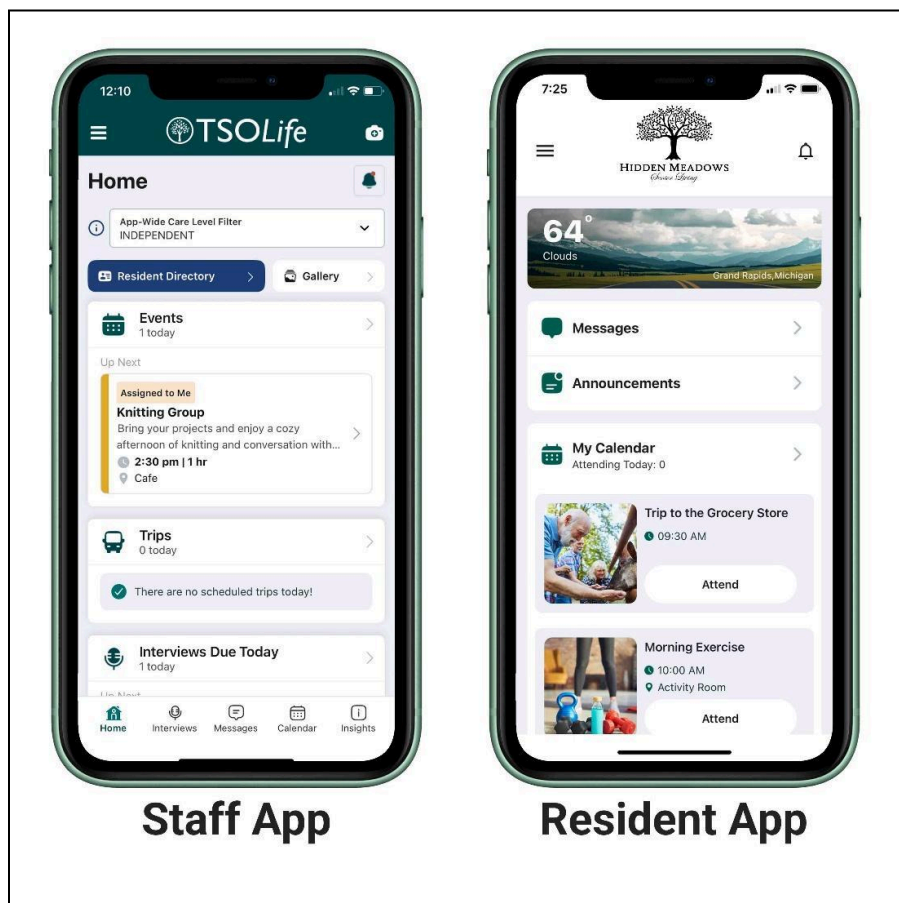 12:10
TSOLife
Home
App-Wide Care Level Filter
INDEPENDENT
Resident Directory
Gallery
Events
1 today
Up Next
Assigned to Me
Knitting Group
Bring your projects and enjoy a cozy
afternoon of knitting and conversation with...
2:30 pm | 1 hr
Cafe
Trips
0 today
There are no scheduled trips today!
Interviews Due Today
1 today
Up Next
Home
Interviews
Messages
Calendar
Insights
Staff App
7:25
HIDDEN MEADOWS
Senior Living
64°
Clouds
Grand Rapids,Michigan
Messages
Announcements
My Calendar
Attending Today: 0
Trip to the Grocery Store
09:30 AM
Attend
Morning Exercise
10:00 AM
Activity Room
Attend
Resident App